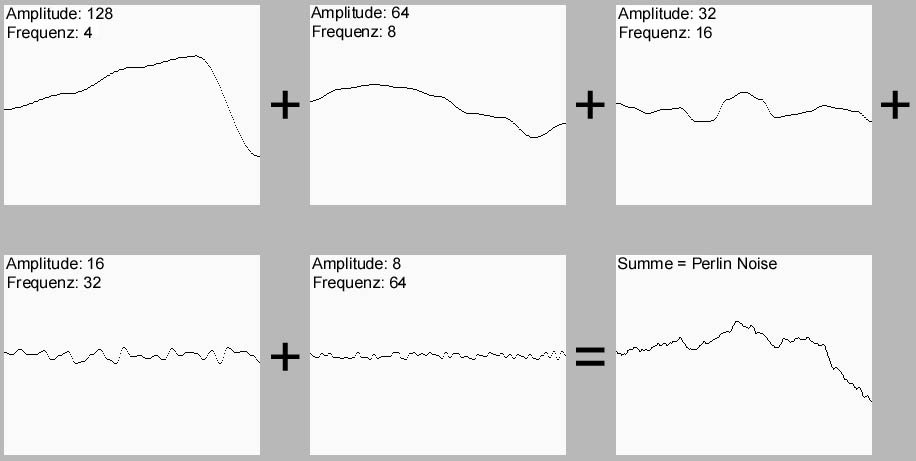 Amplitude: 128
Frequenz: 4
+
Amplitude: 64
Frequenz: 8
+
Amplitude: 32
Frequenz: 16
+
Amplitude: 16
Frequenz: 32
+
Amplitude: 8
Frequenz: 64
=
Summe = Perlin Noise